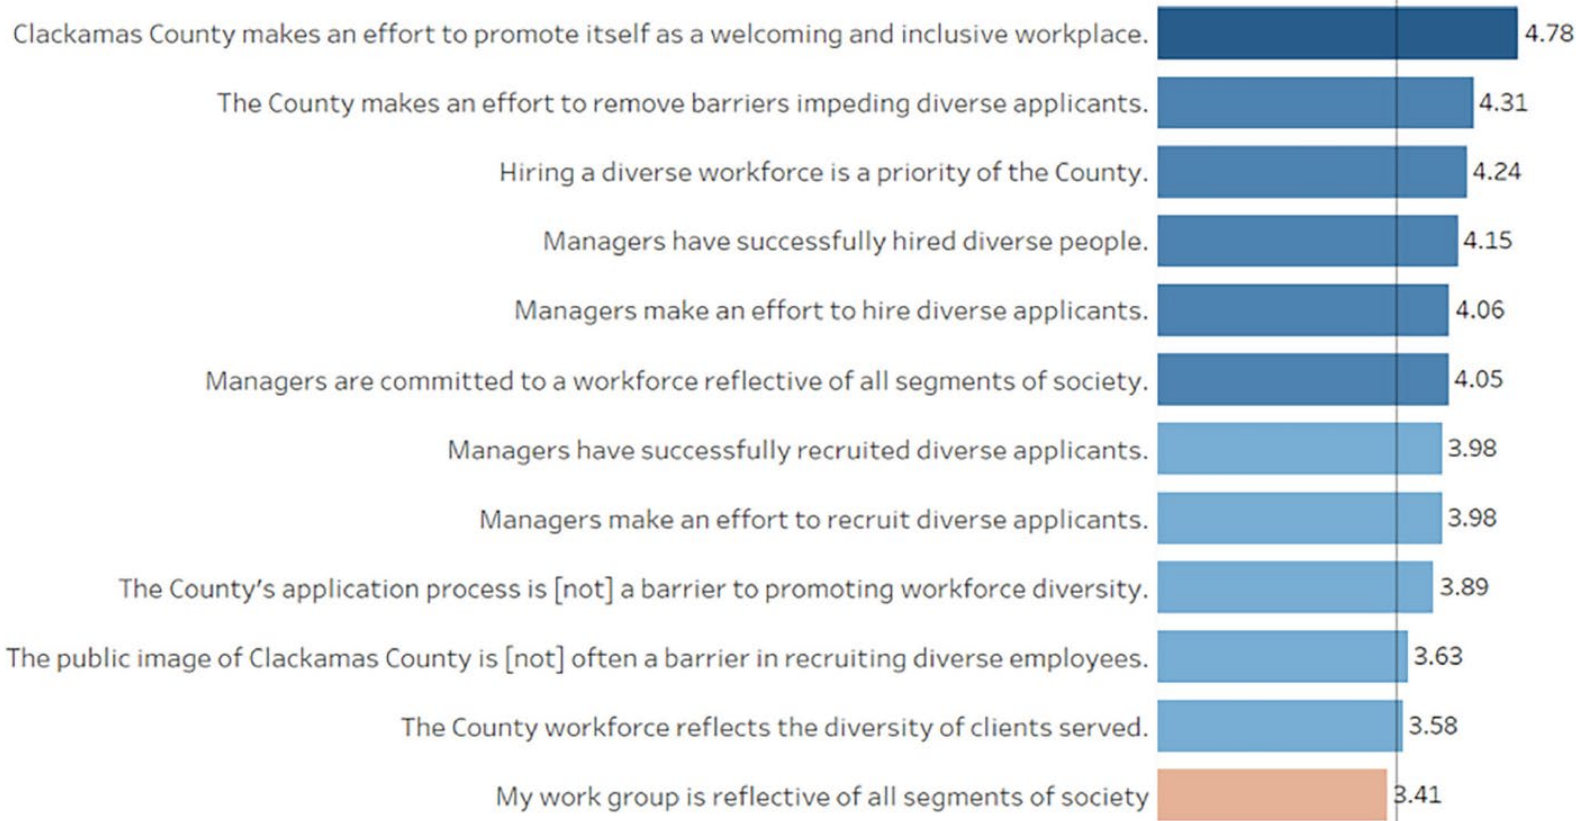 Clackamas County makes an effort to promote itself as a welcoming and inclusive workplace. 4.78
The County makes an effort to remove barriers impeding diverse applicants. 4.31
Hiring a diverse workforce is a priority of the County. 4.24
Managers have successfully hired diverse people. 4.15
Managers make an effort to hire diverse applicants. 4.06
Managers are committed to a workforce reflective of all segments of society. 4.05
Managers have successfully recruited diverse applicants. 3.98
Managers make an effort to recruit diverse applicants. 3.98
The County's application process is [not] a barrier to promoting workforce diversity. 3.89
The public image of Clackamas County is [not] often a barrier in recruiting diverse employees. 3.63
The County workforce reflects the diversity of clients served. 3.58
My work group is reflective of all segments of society 3.41